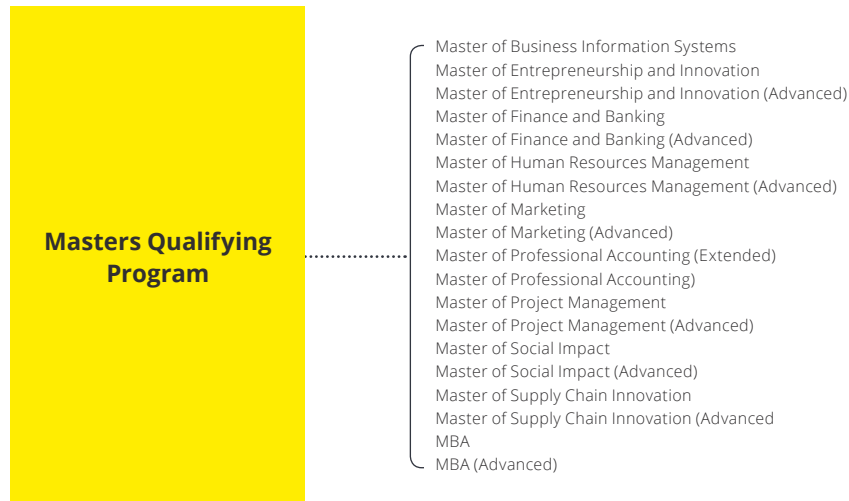 Masters Qualifying
Program
Master of Business Information Systems
Master of Entrepreneurship and Innovation
Master of Entrepreneurship and Innovation (Advanced)
Master of Finance and Banking
Master of Finance and Banking (Advanced)
Master of Human Resources Management
Master of Human Resources Management (Advanced)
Master of Marketing
Master of Marketing (Advanced)
Master of Professional Accounting (Extended)
Master of Professional Accounting)
Master of Project Management
Master of Project Management (Advanced)
Master of Social Impact
Master of Social Impact (Advanced)
Master of Supply Chain Innovation
Master of Supply Chain Innovation (Advanced
MBA
MBA (Advanced)